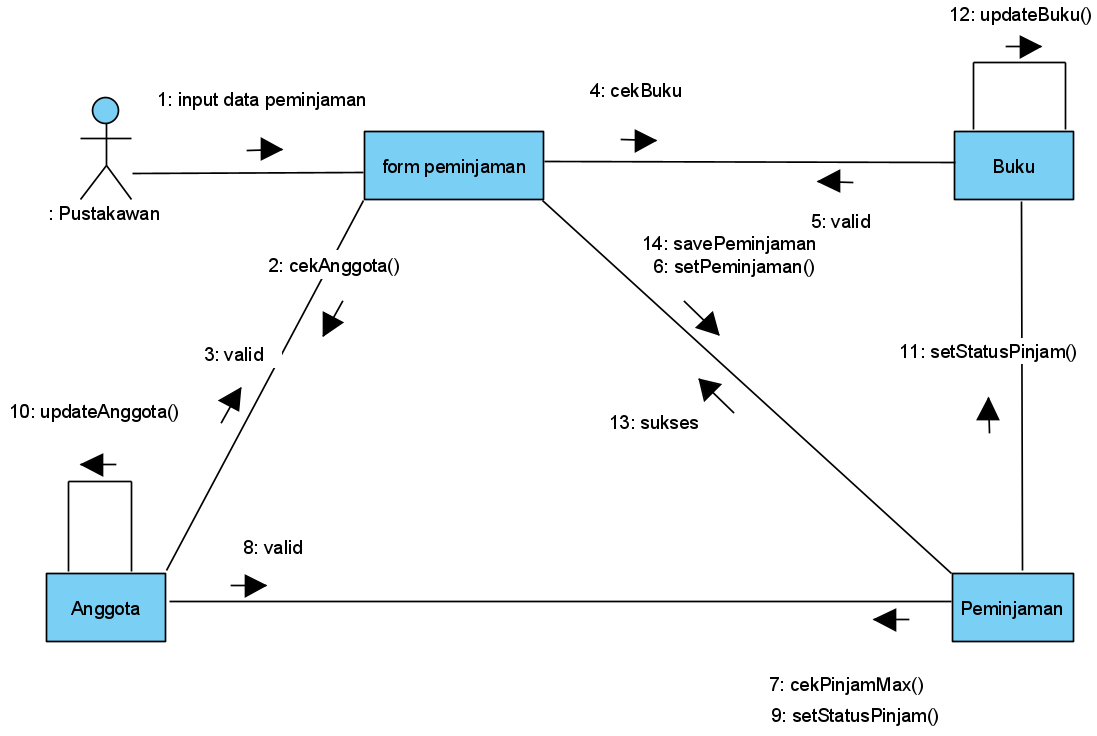 12: updateBuku()
1: input data peminjaman
4: cekBuku
form peminjaman
Buku
: Pustakawan
5: valid
14: savePeminjaman
6: setPeminjaman()
2: cekAnggota()
3: valid
11: setStatusPinjam()
10: updateAnggota()
13: sukses
8: valid
Anggota
Peminjaman
7: cekPinjamMax()
9: setStatusPinjam()